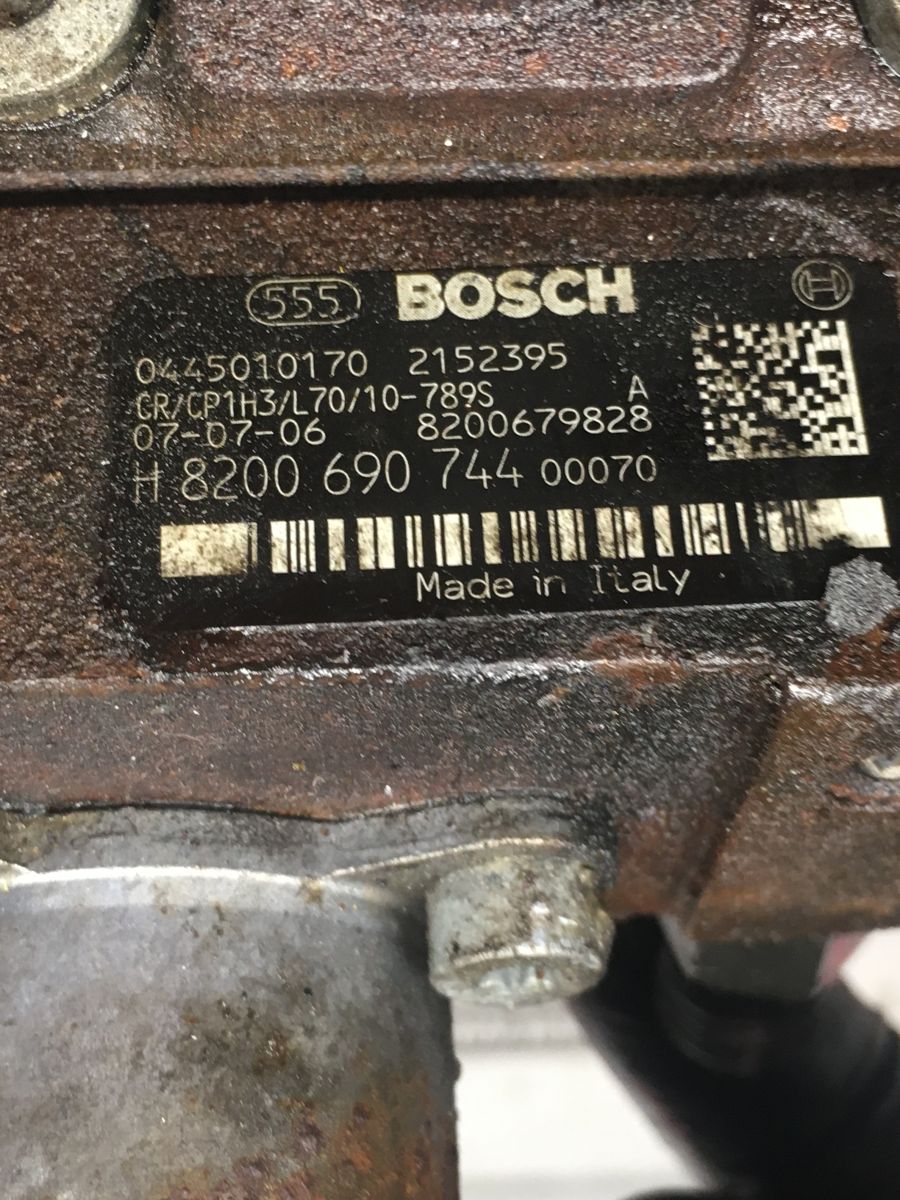 555 BOSCH
0445010170 2152395
CR/CP1H3/L70/10-789S A
07-07-06 8200679828
H 8200 690 744 00070
Made in Italy